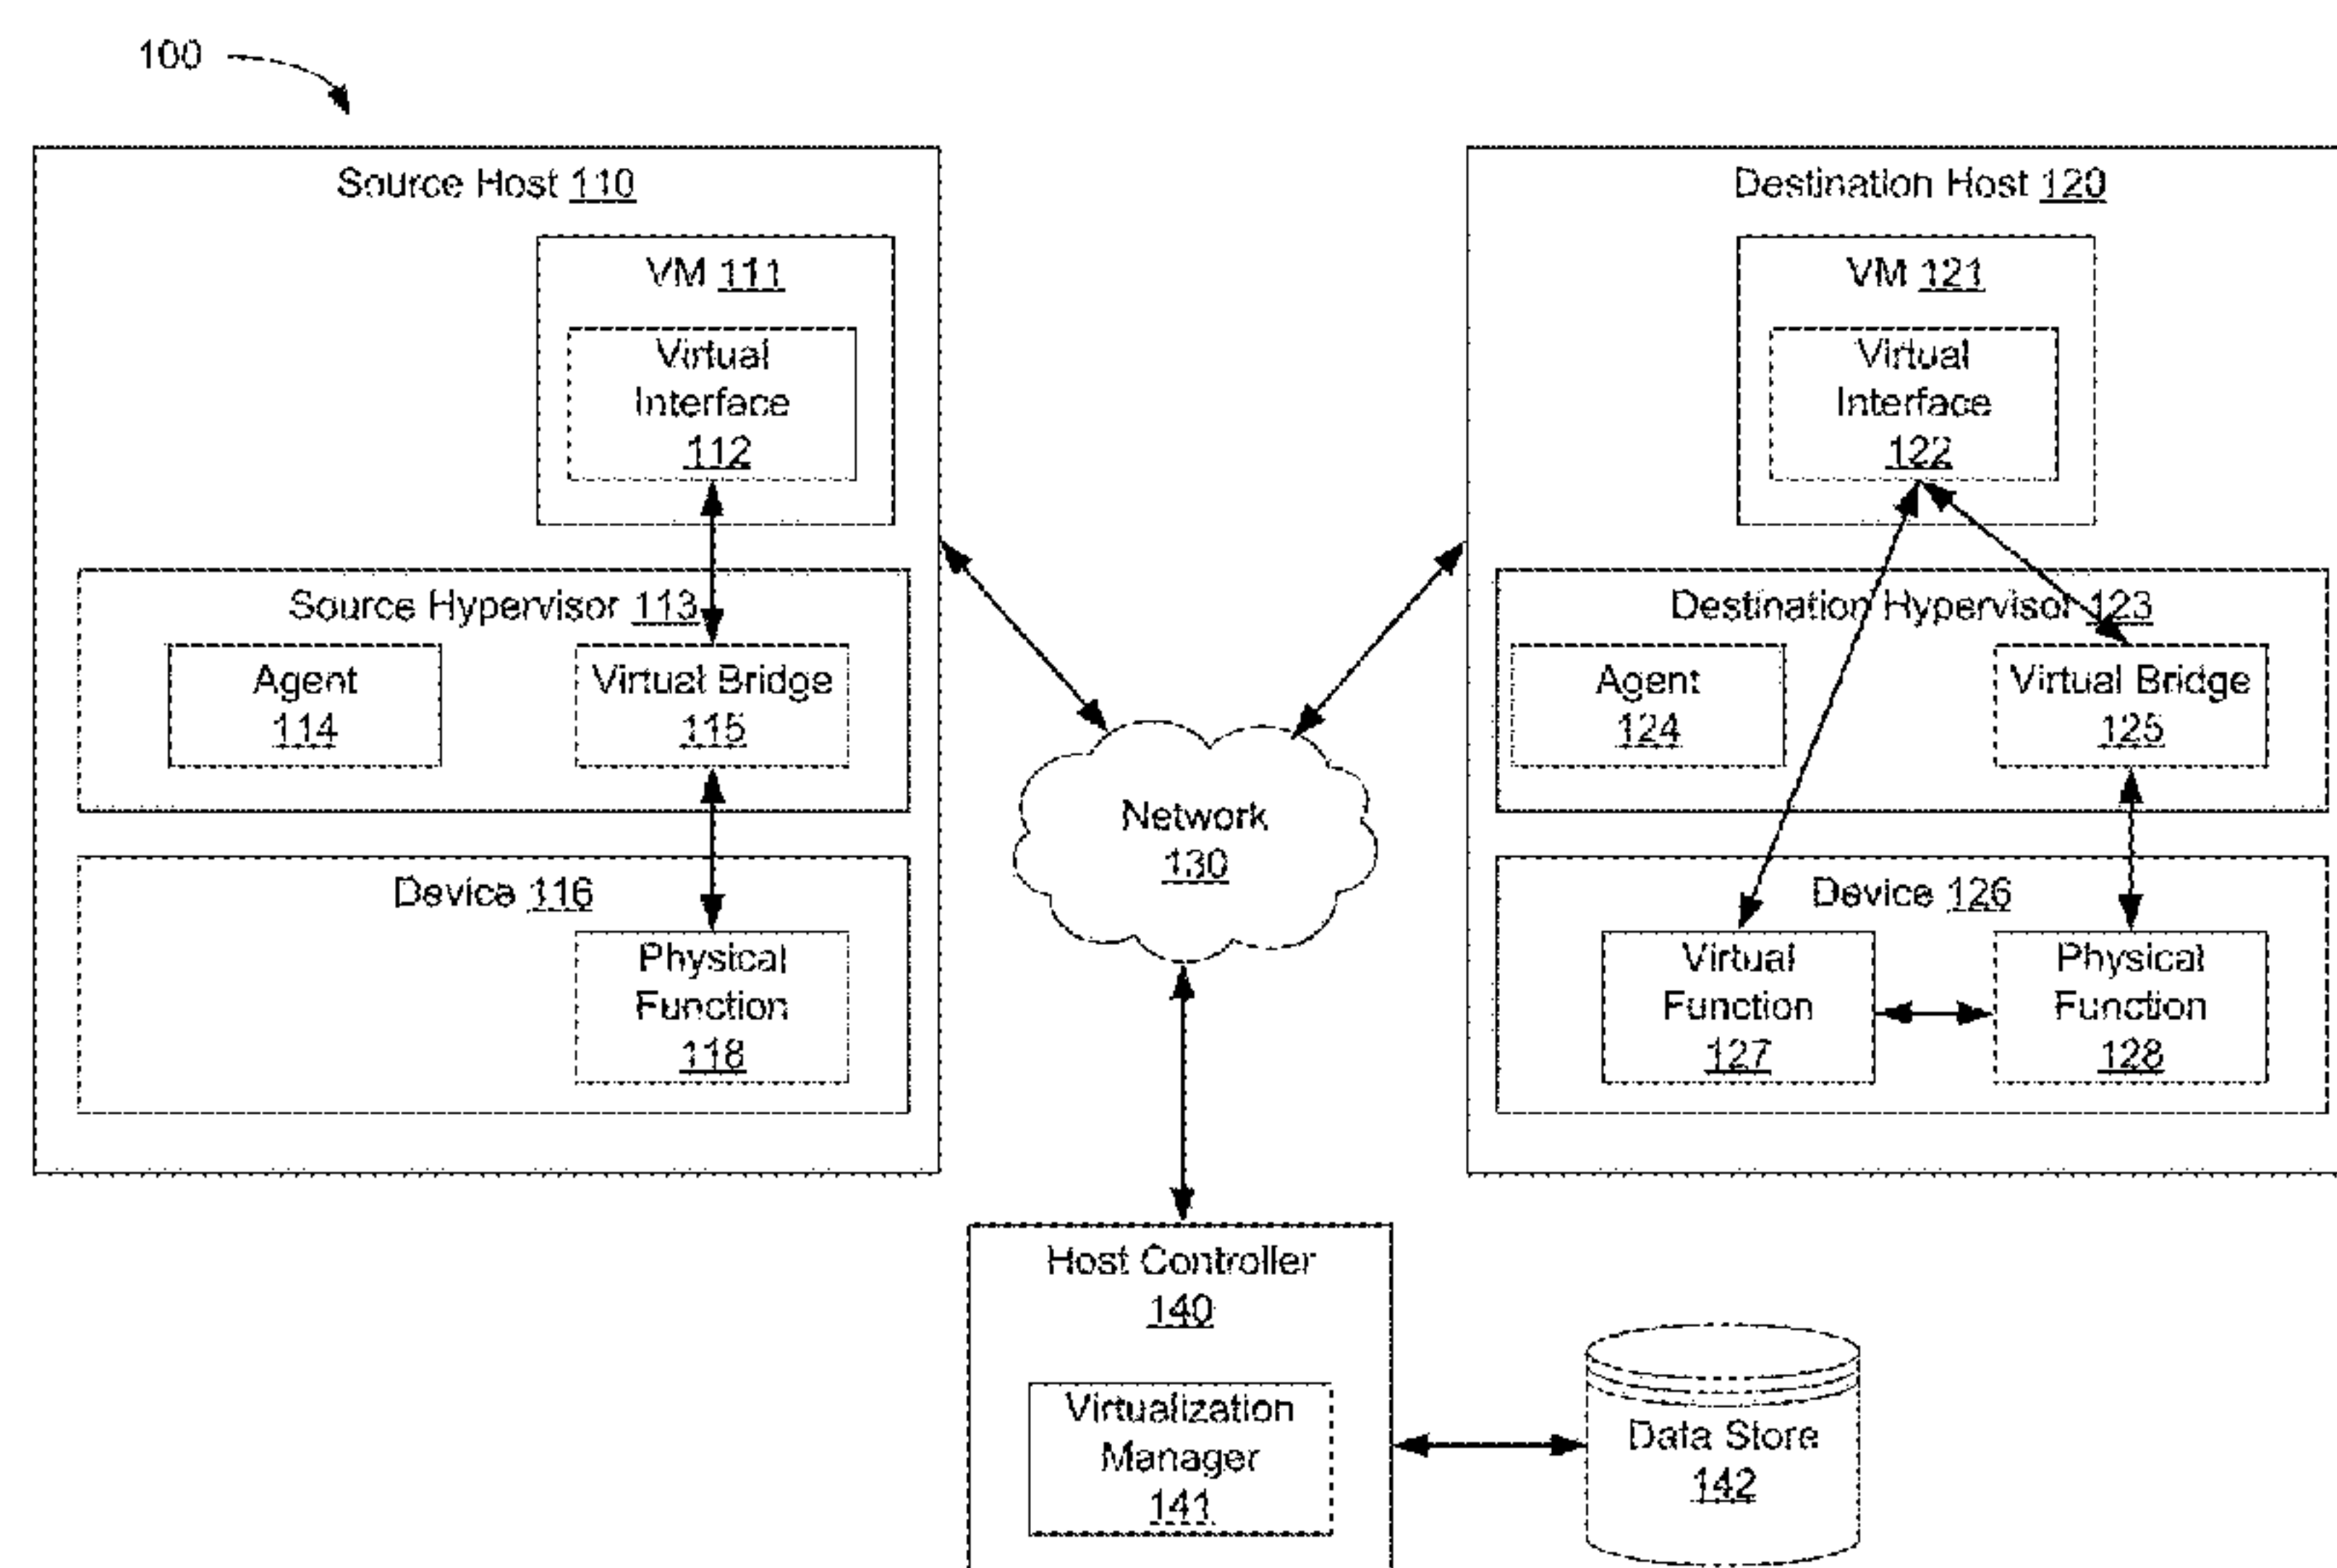 100
Source Host 110
VM 111
Virtual
Interface
112
Source Hypervisor 113
Agent
114
Virtual Bridge
115
Device 116
Physical
Function
118
Destination Host 120
VM 121
Virtual
Interface
122
Destination Hypervisor 123
Agent
124
Virtual Bridge
125
Device 126
Virtual
Function
127
Physical
Function
128
Network
130
Host Controller
140
Virtualization
Manager
141
Data Store
142